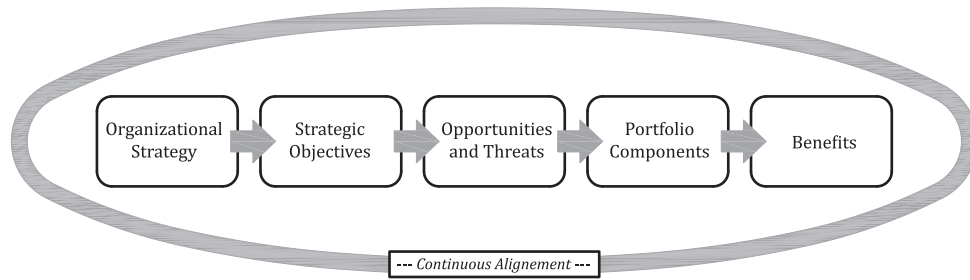 Organizational
Strategy
Strategic
Objectives
Opportunities
and Threats
Portfolio
Components
Benefits
--- Continuous Alignement ---